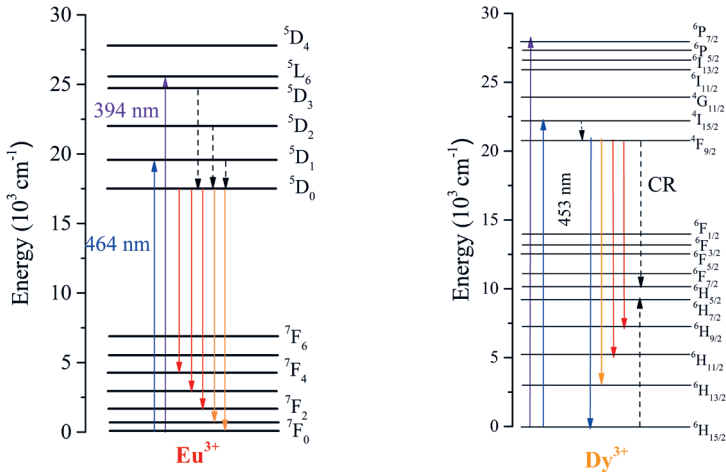 30
25
20
15
10
5
0
Energy (10³ cm⁻¹)
394 nm
464 nm
⁵D₄
⁵L₆
⁵D₃
⁵D₂
⁵D₁
⁵D₀
⁷F₆
⁷F₄
⁷F₂
⁷F₀
Eu³⁺
30
25
20
15
10
5
0
Energy (10³ cm⁻¹)
453 nm
CR
⁶P₇/₂
⁶P₅/₂
⁶I₁₃/₂
⁶I₁₁/₂
⁴G₁₁/₂
⁴I₁₅/₂
⁴F₉/₂
⁶F₁/₂
⁶F₃/₂
⁶F₅/₂
⁶F₇/₂
⁶H₅/₂
⁶H₇/₂
⁶H₉/₂
⁶H₁₁/₂
⁶H₁₃/₂
⁶H₁₅/₂
Dy³⁺